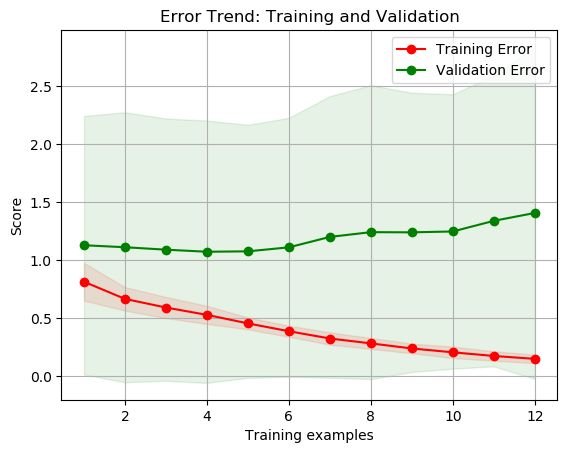 Error Trend: Training and Validation
Training Error
Validation Error
2.5
2.0
1.5
1.0
0.5
0.0
Score
2 4 6 8 10 12
Training examples